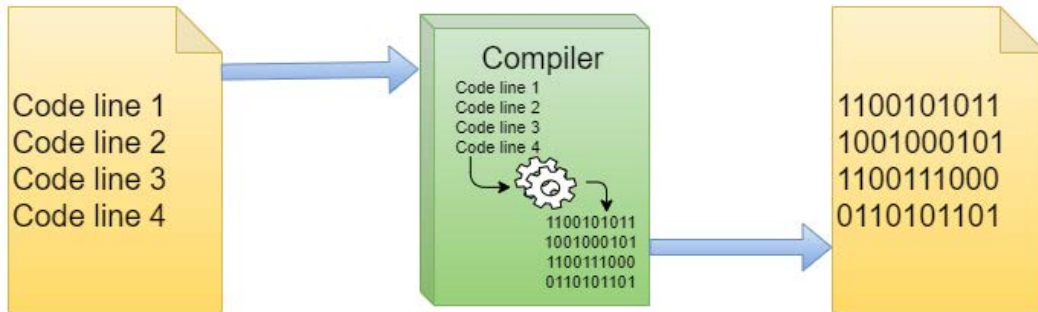 Code line 1
Code line 2
Code line 3
Code line 4
Compiler
Code line 1
Code line 2
Code line 3
Code line 4
1100101011
1001000101
1100111000
0110101101
1100101011
1001000101
1100111000
0110101101